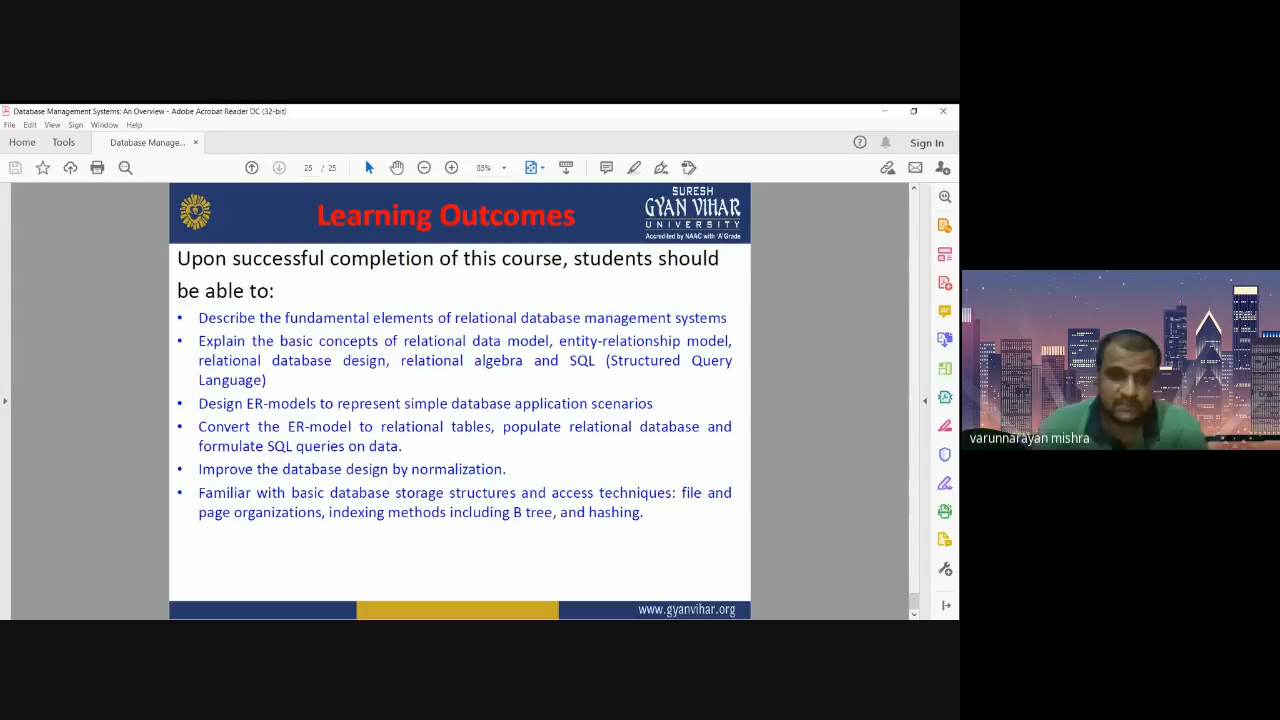 Database Management Systems: An Overview - Adobe Acrobat Reader DC (32-bit)
File Edit View Sign Window Help
Home Tools Database Manage... × Sign In
25 / 25 85%
Learning Outcomes
SURESH
GYAN VIHAR
UNIVERSITY
Accredited by NAAC with 'A' Grade
Upon successful completion of this course, students should
be able to:
• Describe the fundamental elements of relational database management systems
• Explain the basic concepts of relational data model, entity-relationship model,
relational database design, relational algebra and SQL (Structured Query
Language)
• Design ER-models to represent simple database application scenarios
• Convert the ER-model to relational tables, populate relational database and
formulate SQL queries on data.
• Improve the database design by normalization.
• Familiar with basic database storage structures and access techniques: file and
page organizations, indexing methods including B tree, and hashing.
www.gyanvihar.org
varunnarayan mishra